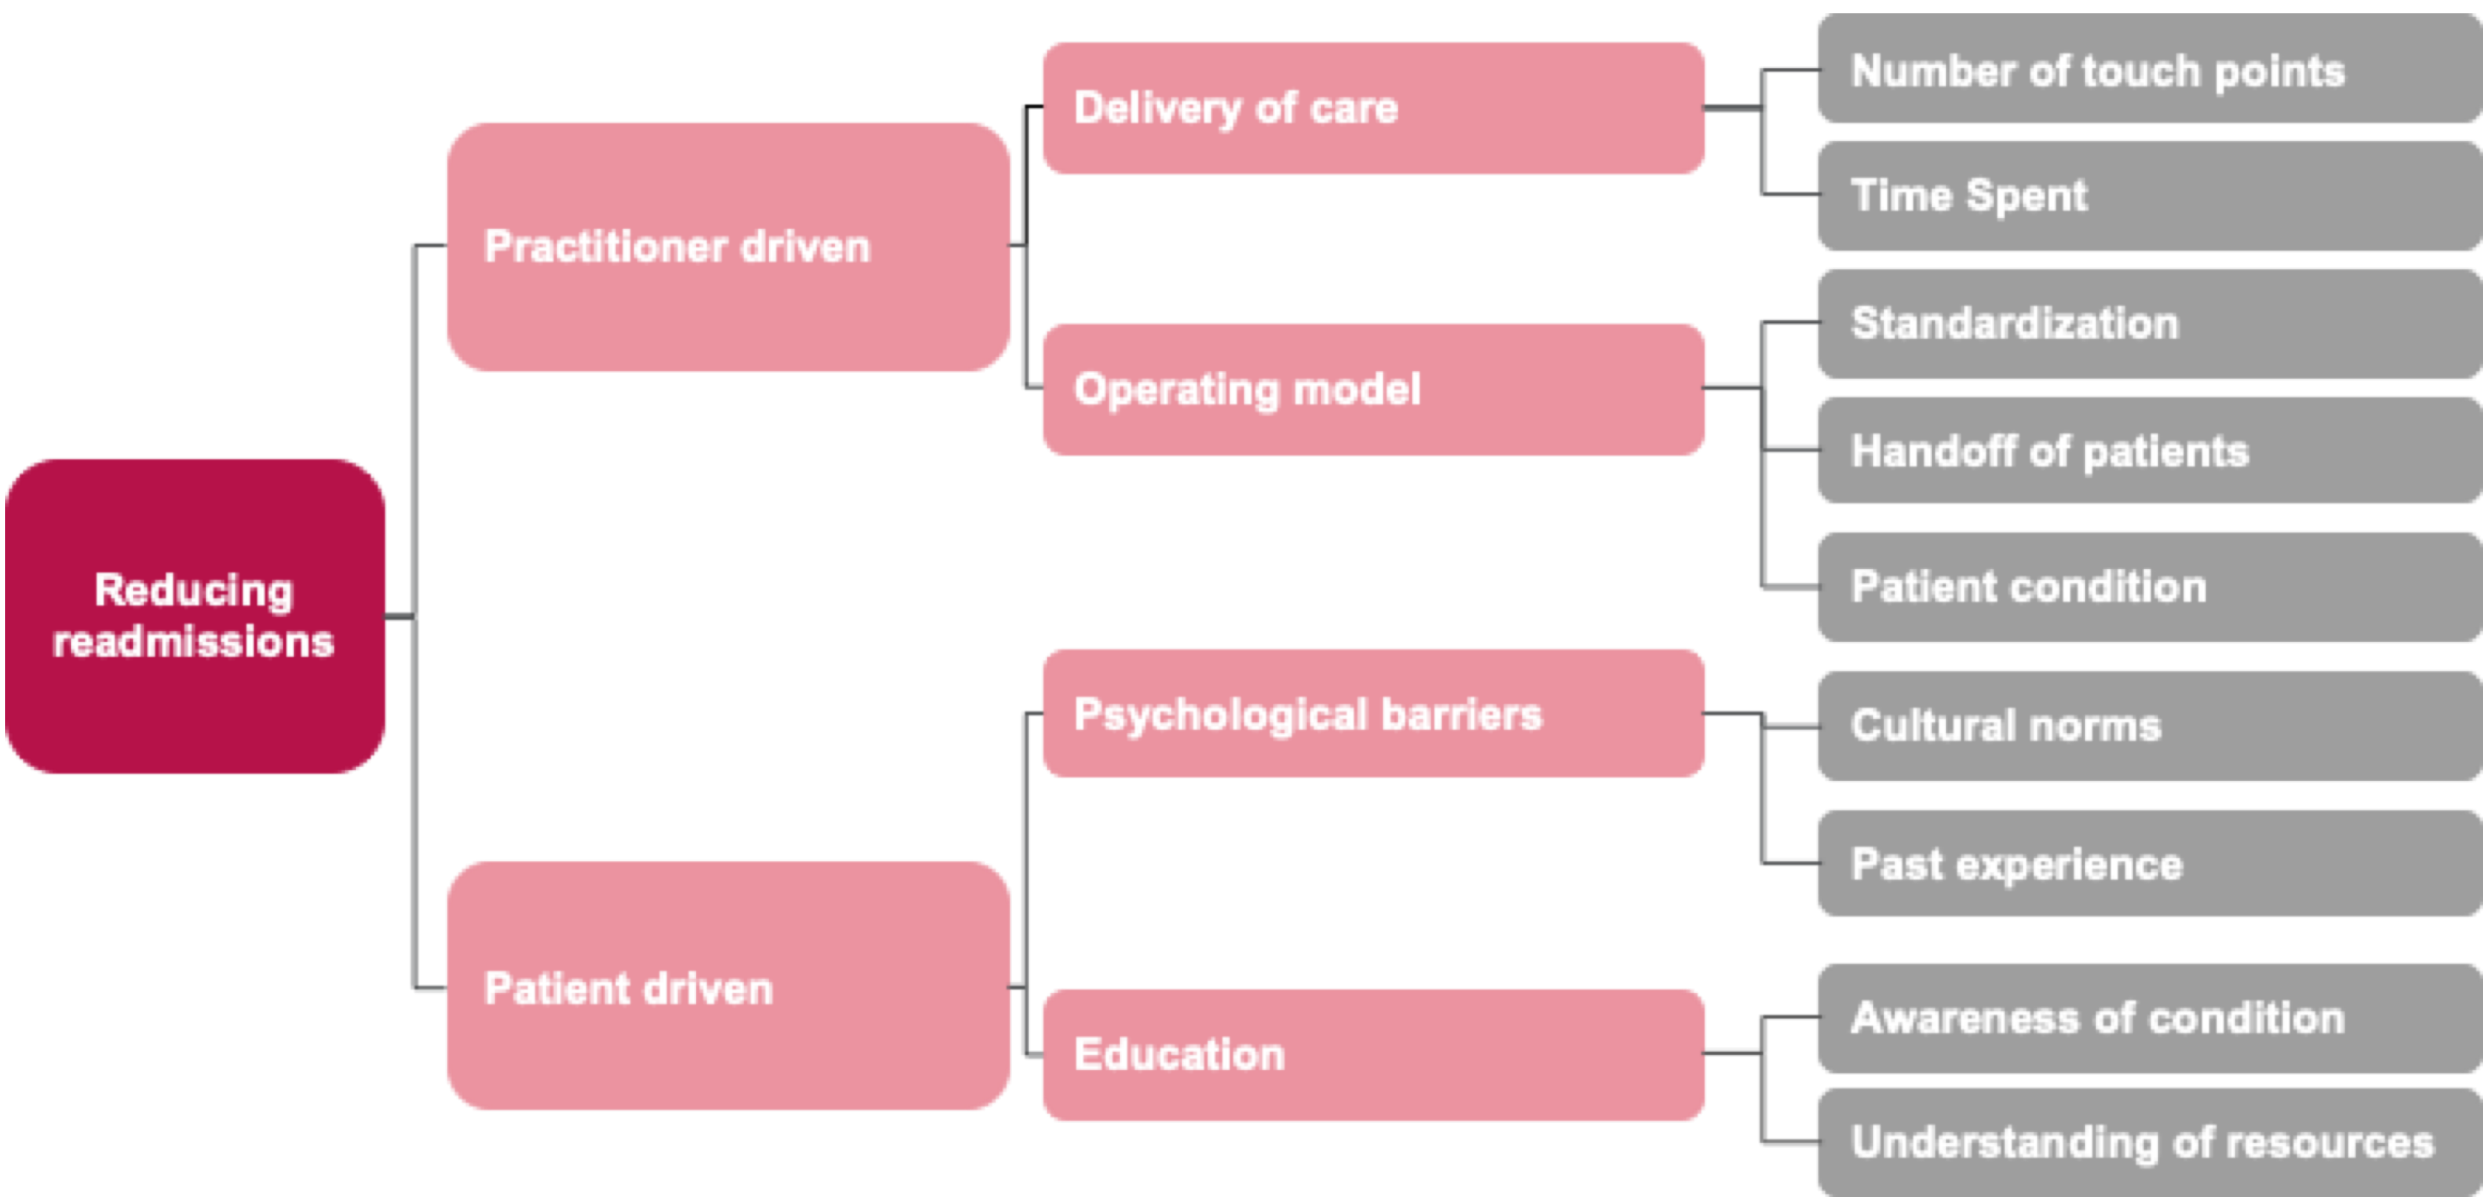 Reducing
readmissions
Practitioner driven
Delivery of care
Number of touch points
Time Spent
Operating model
Standardization
Handoff of patients
Patient condition
Patient driven
Psychological barriers
Cultural norms
Past experience
Education
Awareness of condition
Understanding of resources